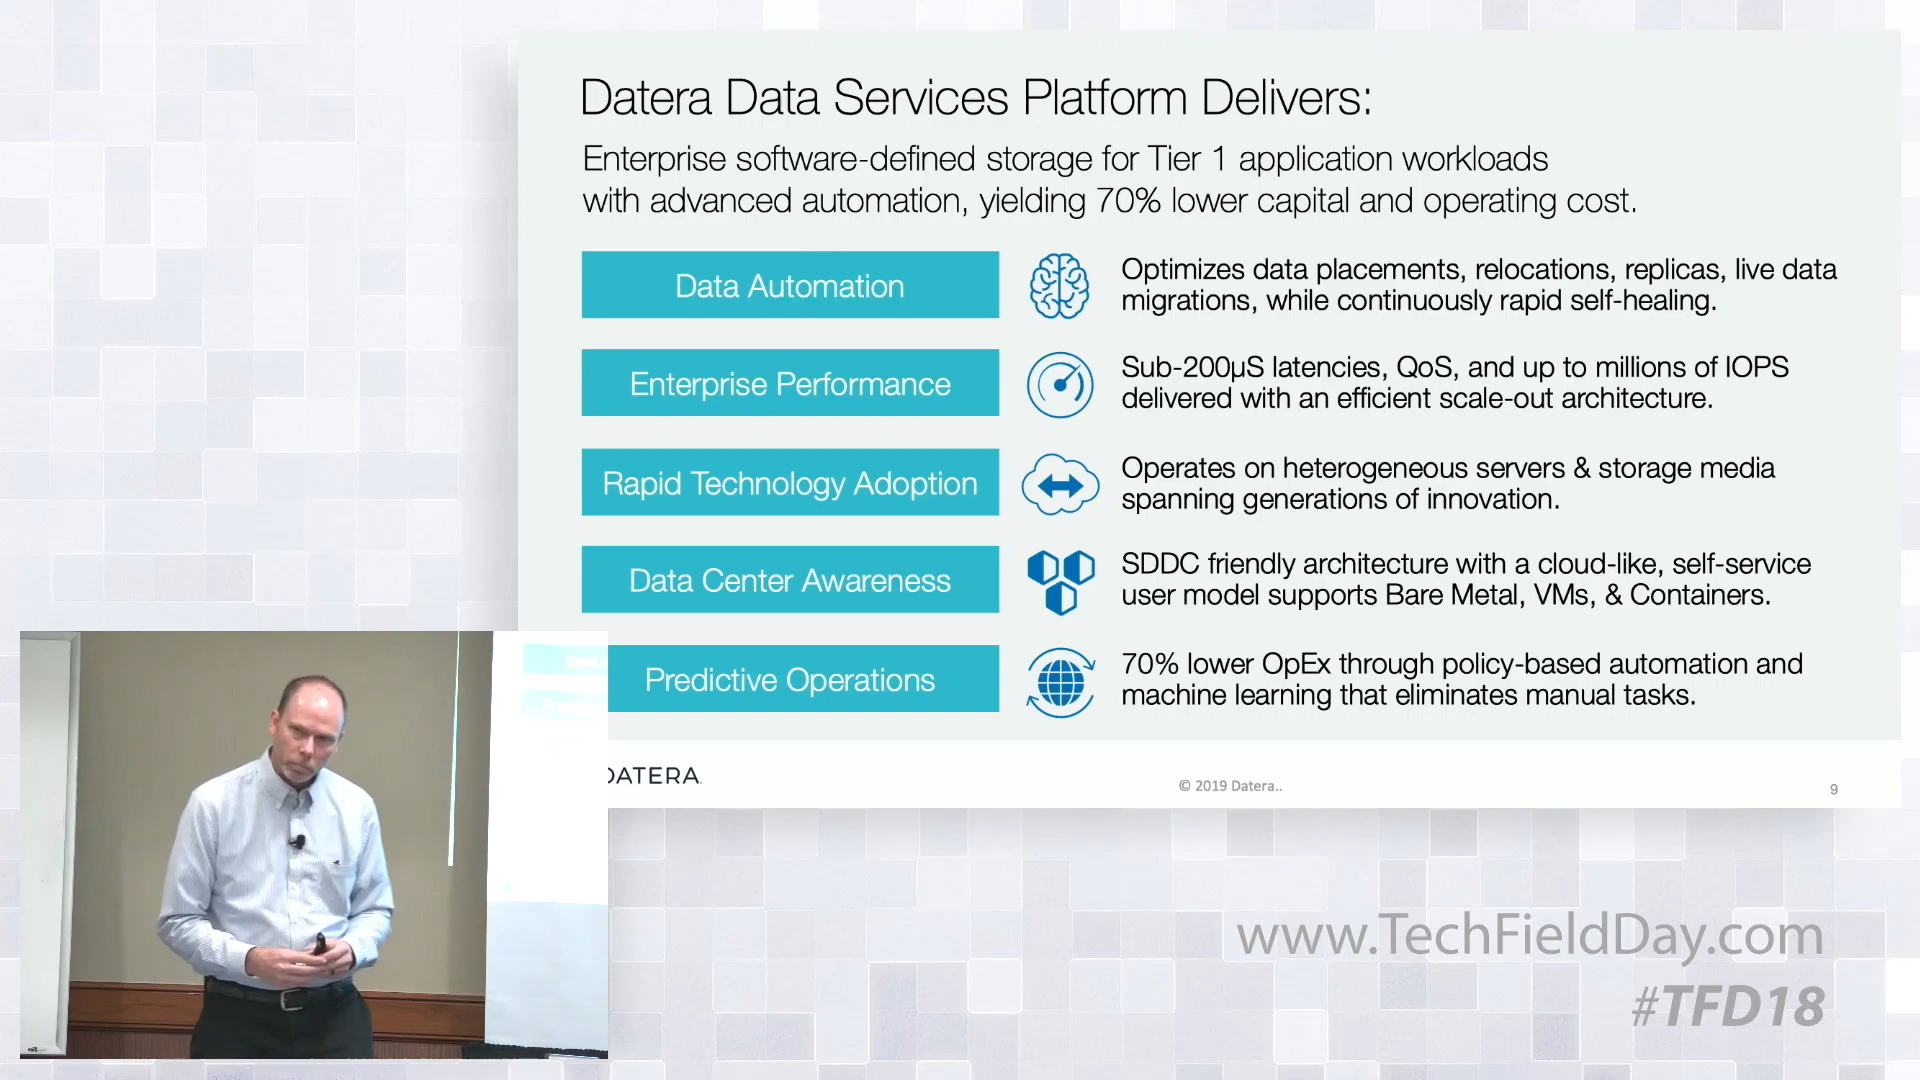 Datera Data Services Platform Delivers:
Enterprise software-defined storage for Tier 1 application workloads
with advanced automation, yielding 70% lower capital and operating cost.
Data Automation
Optimizes data placements, relocations, replicas, live data
migrations, while continuously rapid self-healing.
Enterprise Performance
Sub-200µS latencies, QoS, and up to millions of IOPS
delivered with an efficient scale-out architecture.
Rapid Technology Adoption
Operates on heterogeneous servers & storage media
spanning generations of innovation.
Data Center Awareness
SDDC friendly architecture with a cloud-like, self-service
user model supports Bare Metal, VMs, & Containers.
Predictive Operations
70% lower OpEx through policy-based automation and
machine learning that eliminates manual tasks.
DATERA.
© 2019 Datera..
9
www.TechFieldDay.com
#TFD18